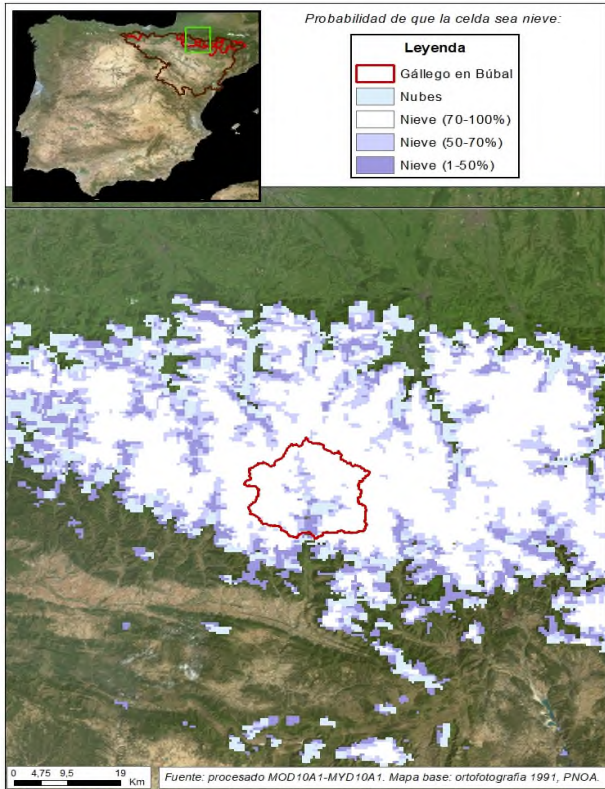 Probabilidad de que la celda sea nieve:
Leyenda
Gállego en Búbal
Nubes
Nieve (70-100%)
Nieve (50-70%)
Nieve (1-50%)
0 4,75 9,5 19
Km
Fuente: procesado MOD10A1-MYD10A1. Mapa base: ortofotografía 1991, PNOA.